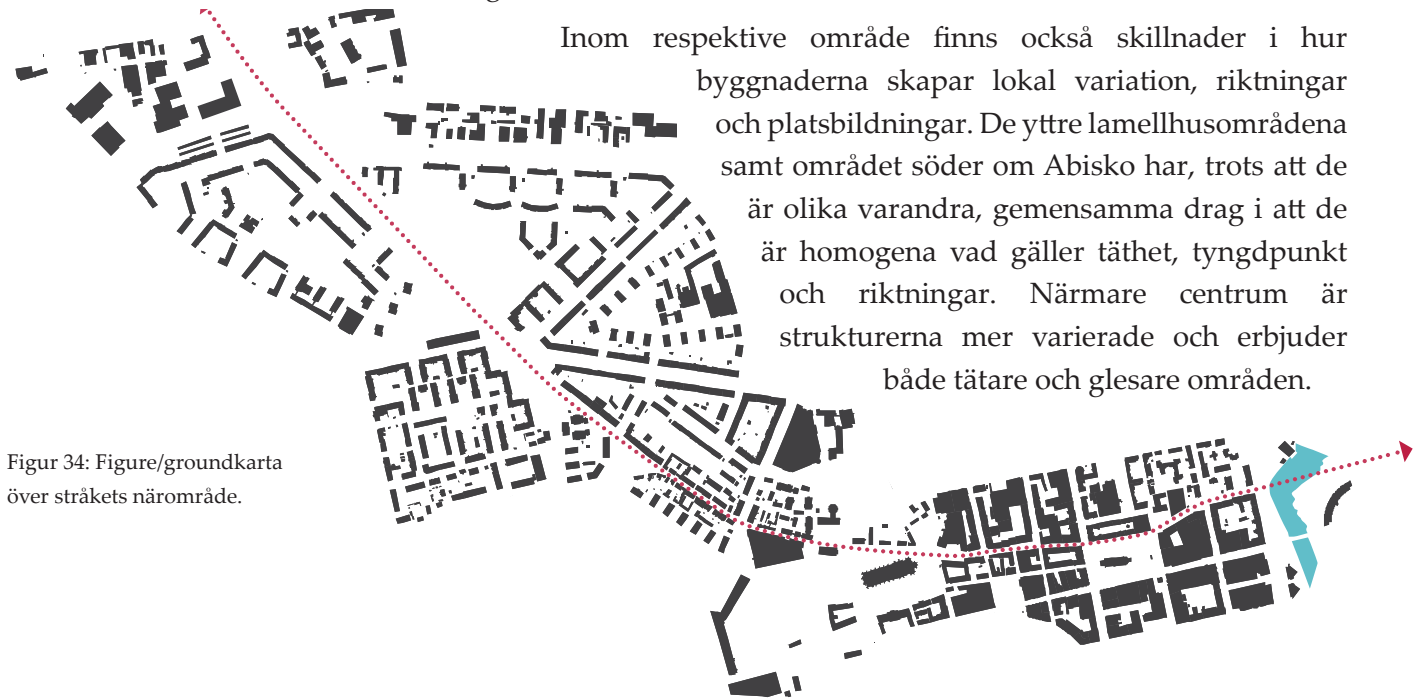 Inom respektive område finns också skillnader i hur
byggnaderna skapar lokal variation, riktningar
och platsbildningar. De yttre lamellhusområdena
samt området söder om Abisko har, trots att de
är olika varandra, gemensamma drag i att de
är homogena vad gäller täthet, tyngdpunkt
och riktningar. Närmare centrum är
strukturerna mer varierade och erbjuder
både tätare och glesare områden.
Figur 34: Figure/groundkarta
över stråkets närområde.